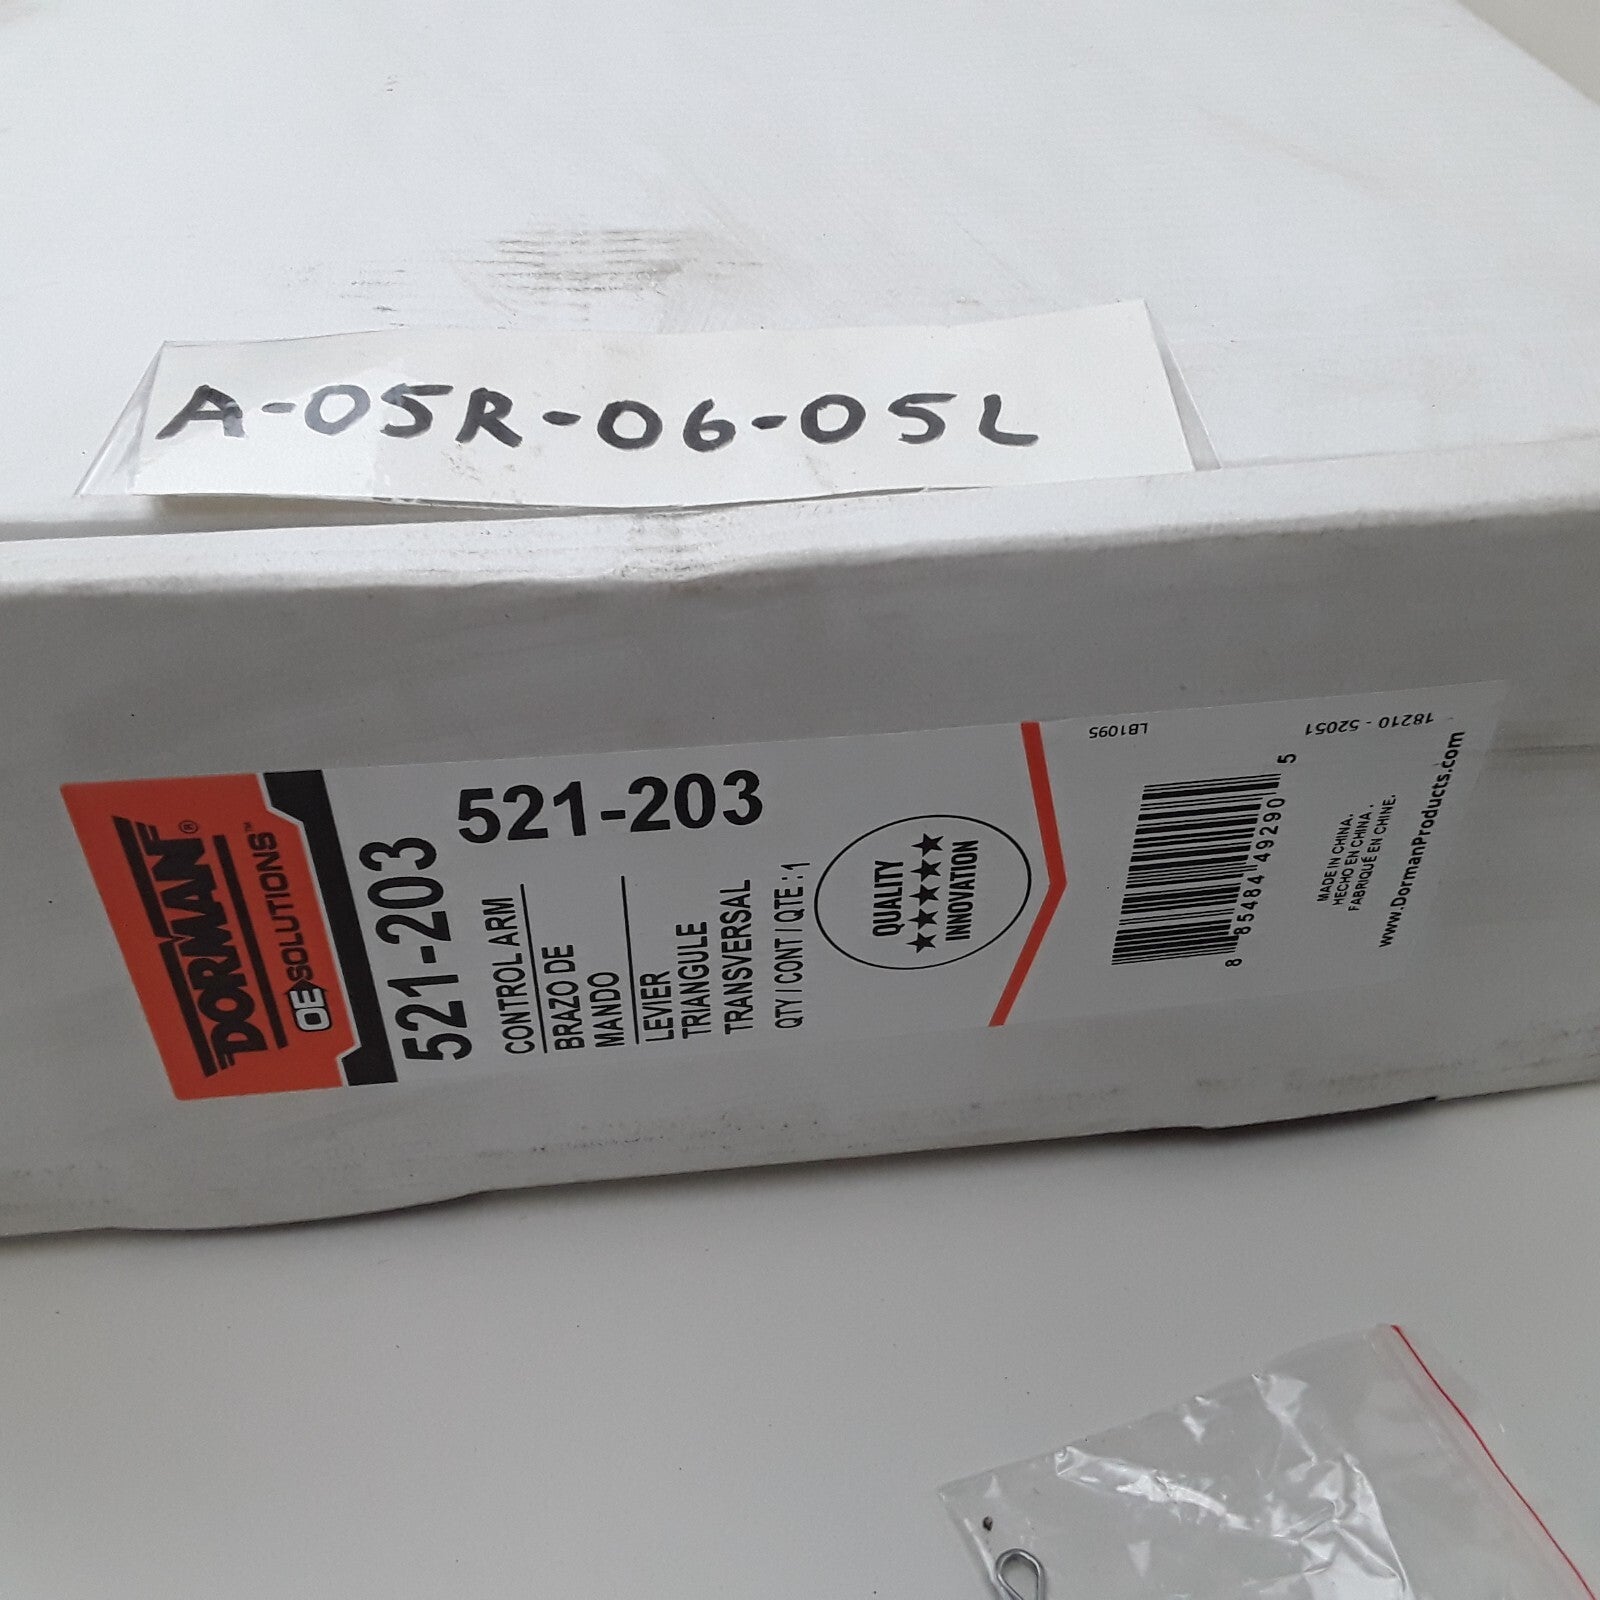 A-05R-06-05L
DORMAN®
OE SOLUTIONS™
521-203
521-203
CONTROL ARM
BRAZO DE
MANDO
LEVIER
TRIANGULE
TRANSVERSAL
QTY / CONT / QTE : 1
QUALITY
★★★★★
INNOVATION
LB1095
18210 - 52051
8 85484 49290 5
MADE IN CHINA.
HECHO EN CHINA.
FABRIQUÉ EN CHINE.
www.DormanProducts.com